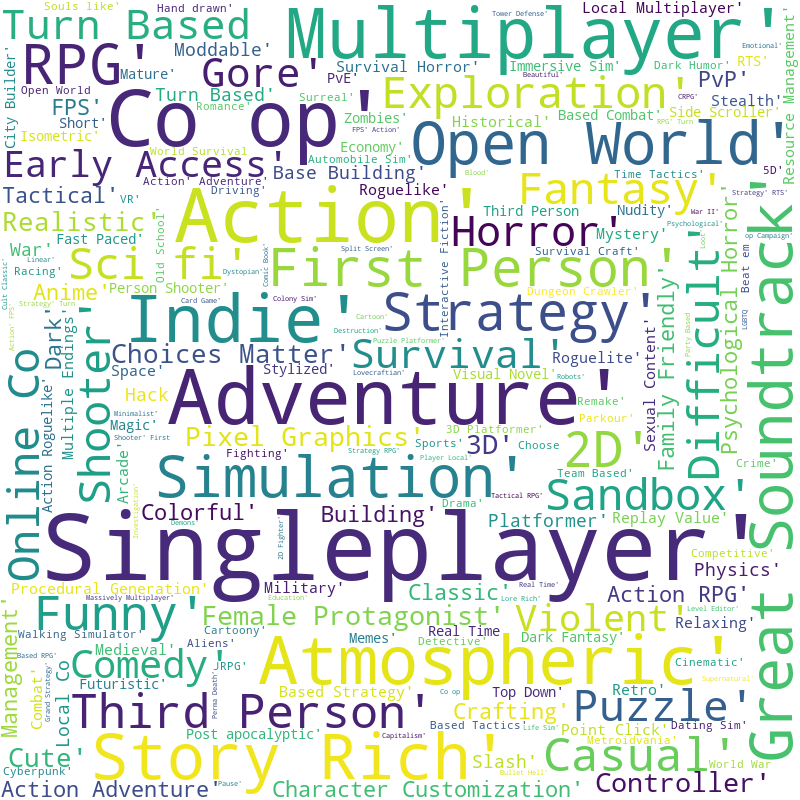 Souls like'
Hand drawn'
Tower Defense'
Local Multiplayer'
Emotional'
Turn Based
Multiplayer'
Moddable'
Survival Horror'
Immersive Sim'
Dark Humor'
RTS'
RPG'
Mature'
Gore'
PvE'
Beautiful'
CRPG'
PvP'
City Builder'
Open World
Turn Based'
Surreal'
Exploration'
Stealth'
Resource Management'
FPS'
Romance'
Co op'
Zombies'
Historical'
Based Combat'
Side Scroller'
Short'
FPS' Action'
RPG' Turn
Isometric'
Economy'
Open World'
World Survival
Automobile Sim'
Early Access'
Base Building'
Blood'
Time Tactics'
5D'
Action' Adventure'
Driving'
Roguelike'
Fantasy'
Strategy' RTS'
Tactical'
VR'
Action'
Third Person
Nudity'
War II'
Realistic'
Old School'
Horror'
Mystery'
Psychological'
War'
Fast Paced'
Linear'
Split Screen'
Interactive Fiction'
Survival Craft'
Loot'
op Campaign'
Racing'
Sci fi'
Dystopian'
Comic Book'
First Person'
Beat em
Cult Classic'
Anime'
Person Shooter'
Dungeon Crawler'
Strategy' Turn
Card Game'
Colony Sim'
Indie'
Cartoon'
Strategy'
LGBTQ
Action' FPS'
Dark'
Destruction'
Puzzle Platformer'
Party Based'
Difficult'
Psychological Horror'
Soundtrack'
Multiple Endings'
Choices Matter'
Survival'
Roguelite'
Sexual Content'
Family Friendly'
Space'
Stylized'
Lovecraftian'
Visual Novel'
Robots'
Online Co
Action Roguelike'
Shooter'
Hack
Adventure'
Remake'
Minimalist'
Magic'
Parkour'
Shooter' First
Pixel Graphics'
3D Platformer'
Sports'
3D'
Choose
2D'
Fighting'
Strategy RPG'
Player Local'
Team Based'
Crime'
Arcade'
Simulation'
Drama'
Tactical RPG'
Sandbox'
Investigation'
Colorful'
Demons
Building'
Platformer'
Replay Value'
Singleplayer'
2D Fighter'
Competitive'
Physics'
Procedural Generation'
Military'
Classic'
Real Time'
Action RPG'
Great
Massively Multiplayer'
Education'
Lore Rich'
Level Editor'
Management'
Funny'
Female Protagonist'
Violent'
Relaxing'
Walking Simulator'
Cartoony'
Memes'
Real Time
Dark Fantasy'
Medieval'
Aliens'
Detective'
Based RPG'
Comedy'
JRPG'
Atmospheric'
Cinematic'
Grand Strategy'
Local Co
Futuristic'
Supernatural'
Combat'
Perma Death'
Based Strategy'
Co op'
Top Down'
Retro'
Third Person'
Crafting'
Puzzle'
Based Tactics'
Life Sim'
Point Click'
Dating Sim'
Post apocalyptic'
Capitalism'
Metroidvania'
Cute'
Story Rich'
Slash'
Casual'
World War
Cyberpunk'
Bullet Hell'
Action Adventure'
Pause'
Character Customization'
Controller'